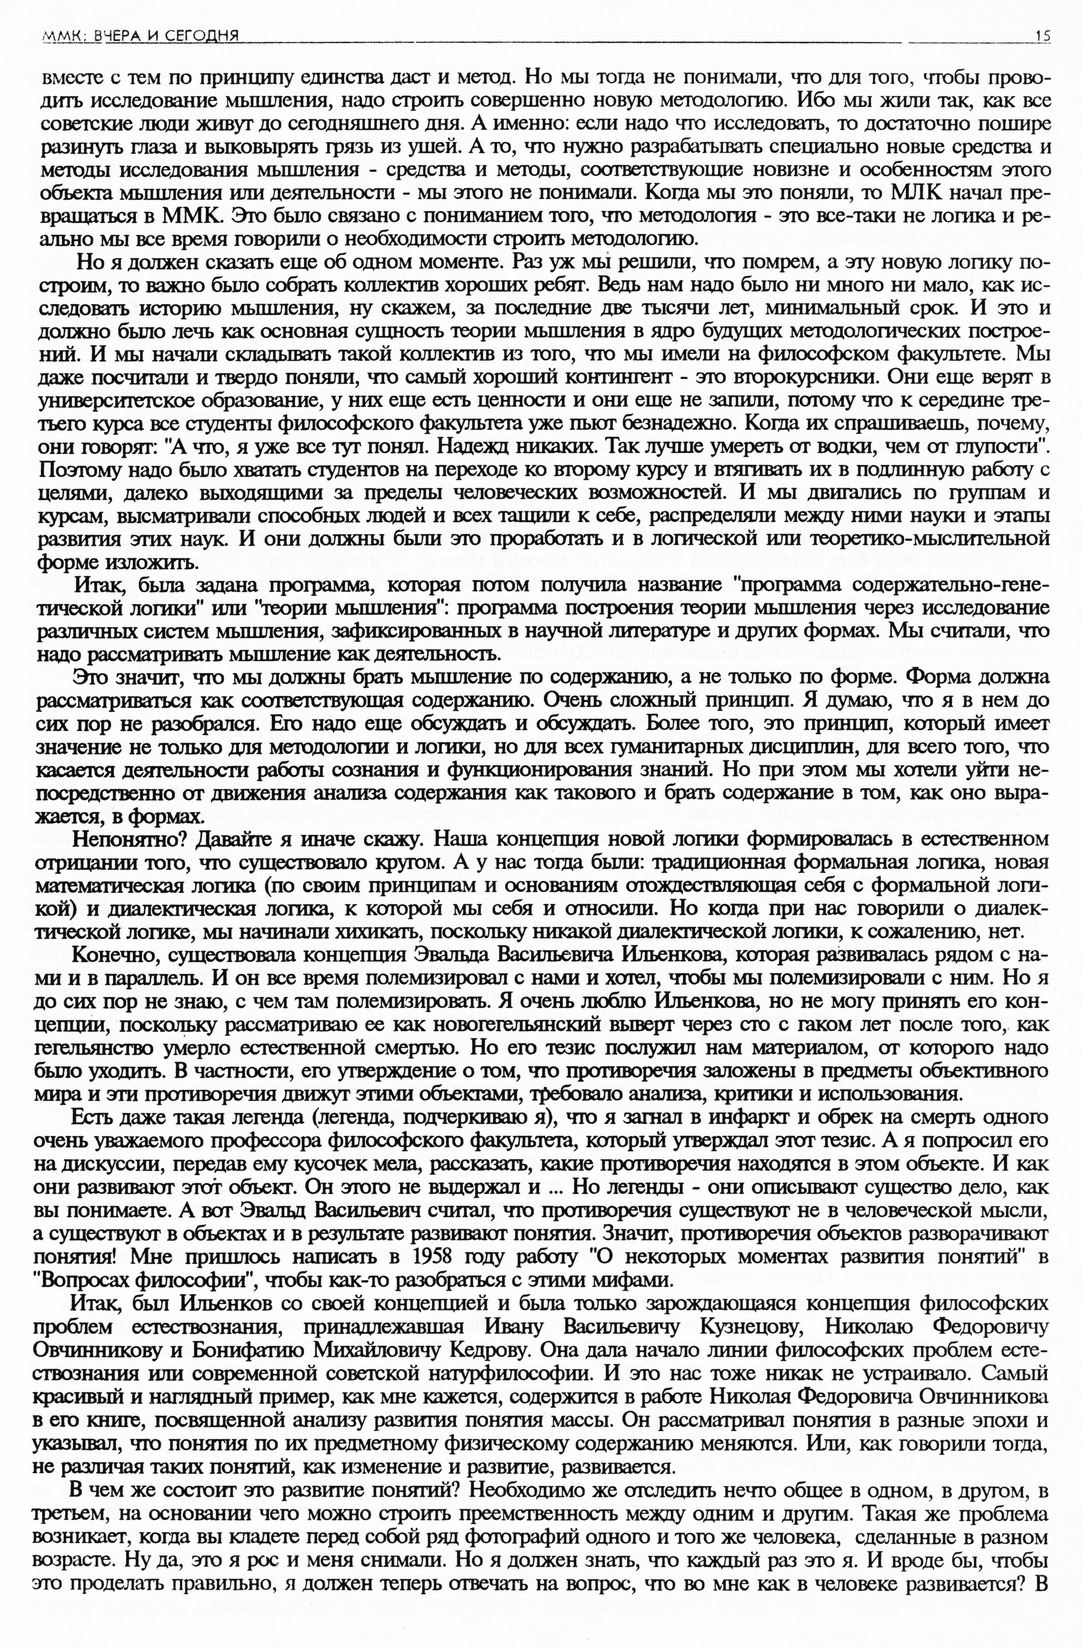 ММК: ВЧЕРА И СЕГОДНЯ 15
вместе с тем по принципу единства даст и метод. Но мы тогда не понимали, что для того, чтобы прово-
дить исследование мышления, надо строить совершенно новую методологию. Ибо мы жили так, как все
советские люди живут до сегодняшнего дня. А именно: если надо что исследовать, то достаточно пошире
разинуть глаза и выковырять грязь из ушей. А то, что нужно разрабатывать специально новые средства и
методы исследования мышления - средства и методы, соответствующие новизне и особенностям этого
объекта мышления или деятельности - мы этого не понимали. Когда мы это поняли, то МЛК начал пре-
вращаться в ММК. Это было связано с пониманием того, что методология - это все-таки не логика и ре-
ально мы все время говорили о необходимости строить методологию.
Но я должен сказать еще об одном моменте. Раз уж мы решили, что помрем, а эту новую логику по-
строим, то важно было собрать коллектив хороших ребят. Ведь нам надо было ни много ни мало, как ис-
следовать историю мышления, ну скажем, за последние две тысячи лет, минимальный срок. И это и
должно было лечь как основная сущность теории мышления в ядро будущих методологических построе-
ний. И мы начали складывать такой коллектив из того, что мы имели на философском факультете. Мы
даже посчитали и твердо поняли, что самый хороший контингент - это второкурсники. Они еще верят в
университетское образование, у них еще есть ценности и они еще не запили, потому что к середине тре-
тьего курса все студенты философского факультета уже пьют безнадежно. Когда их спрашиваешь, почему,
они говорят: "А что, я уже все тут понял. Надежд никаких. Так лучше умереть от водки, чем от глупости".
Поэтому надо было хватать студентов на переходе ко второму курсу и втягивать их в подлинную работу с
целями, далеко выходящими за пределы человеческих возможностей. И мы двигались по группам и
курсам, высматривали способных людей и всех тащили к себе, распределяли между ними науки и этапы
развития этих наук. И они должны были это проработать и в логической или теоретико-мыслительной
форме изложить.
Итак, была задана программа, которая потом получила название "программа содержательно-гене-
тической логики" или "теории мышления": программа построения теории мышления через исследование
различных систем мышления, зафиксированных в научной литературе и других формах. Мы считали, что
надо рассматривать мышление как деятельность.
Это значит, что мы должны брать мышление по содержанию, а не только по форме. Форма должна
рассматриваться как соответствующая содержанию. Очень сложный принцип. Я думаю, что я в нем до
сих пор не разобрался. Его надо еще обсуждать и обсуждать. Более того, это принцип, который имеет
значение не только для методологии и логики, но для всех гуманитарных дисциплин, для всего того, что
касается деятельности работы сознания и функционирования знаний. Но при этом мы хотели уйти не-
посредственно от движения анализа содержания как такового и брать содержание в том, как оно выра-
жается, в формах.
Непонятно? Давайте я иначе скажу. Наша концепция новой логики формировалась в естественном
отрицании того, что существовало кругом. А у нас тогда были: традиционная формальная логика, новая
математическая логика (по своим принципам и основаниям отождествляющая себя с формальной логи-
кой) и диалектическая логика, к которой мы себя и относили. Но когда при нас говорили о диалек-
тической логике, мы начинали хихикать, поскольку никакой диалектической логики, к сожалению, нет.
Конечно, существовала концепция Эвальда Васильевича Ильенкова, которая развивалась рядом с на-
ми и в параллель. И он все время полемизировал с нами и хотел, чтобы мы полемизировали с ним. Но я
до сих пор не знаю, с чем там полемизировать. Я очень люблю Ильенкова, но не могу принять его кон-
цепции, поскольку рассматриваю ее как новогегельянский выверт через сто с гаком лет после того, как
гегельянство умерло естественной смертью. Но его тезис послужил нам материалом, от которого надо
было уходить. В частности, его утверждение о том, что противоречия заложены в предметы объективного
мира и эти противоречия движут этими объектами, требовало анализа, критики и использования.
Есть даже такая легенда (легенда, подчеркиваю я), что я загнал в инфаркт и обрек на смерть одного
очень уважаемого профессора философского факультета, который утверждал этот тезис. А я попросил его
на дискуссии, передав ему кусочек мела, рассказать, какие противоречия находятся в этом объекте. И как
они развивают этот объект. Он этого не выдержал и ... Но легенды - они описывают существо дело, как
вы понимаете. А вот Эвальд Васильевич считал, что противоречия существуют не в человеческой мысли,
а существуют в объектах и в результате развивают понятия. Значит, противоречия объектов разворачивают
понятия! Мне пришлось написать в 1958 году работу "О некоторых моментах развития понятий" в
"Вопросах философии", чтобы как-то разобраться с этими мифами.
Итак, был Ильенков со своей концепцией и была только зарождающаяся концепция философских
проблем естествознания, принадлежавшая Ивану Васильевичу Кузнецову, Николаю Федоровичу
Овчинникову и Бонифатию Михайловичу Кедрову. Она дала начало линии философских проблем есте-
ствознания или современной советской натурфилософии. И это нас тоже никак не устраивало. Самый
красивый и наглядный пример, как мне кажется, содержится в работе Николая Федоровича Овчинникова
в его книге, посвященной анализу развития понятия массы. Он рассматривал понятия в разные эпохи и
указывал, что понятия по их предметному физическому содержанию меняются. Или, как говорили тогда,
не различая таких понятий, как изменение и развитие, развивается.
В чем же состоит это развитие понятий? Необходимо же отследить нечто общее в одном, в другом, в
третьем, на основании чего можно строить преемственность между одним и другим. Такая же проблема
возникает, когда вы кладете перед собой ряд фотографий одного и того же человека, сделанные в разном
возрасте. Ну да, это я рос и меня снимали. Но я должен знать, что каждый раз это я. И вроде бы, чтобы
это проделать правильно, я должен теперь отвечать на вопрос, что во мне как в человеке развивается? В